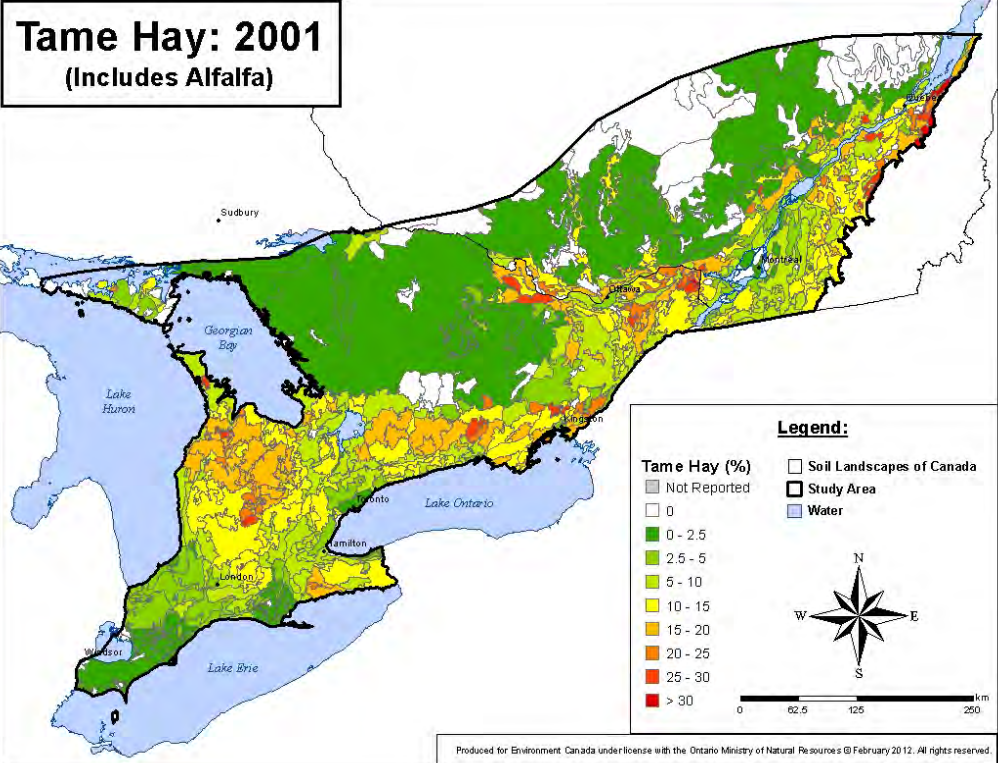 Tame Hay: 2001
(Includes Alfalfa)
Sudbury
Quebec
Montreal
Ottawa
Georgian
Bay
Lake
Huron
Kingston
Toronto
Lake Ontario
Hamilton
London
Windsor
Lake Erie
Legend:
Tame Hay (%)
Not Reported
0
0 - 2.5
2.5 - 5
5 - 10
10 - 15
15 - 20
20 - 25
25 - 30
> 30
Soil Landscapes of Canada
Study Area
Water
N
W
E
S
km
0
62.5
125
250
Produced for Environment Canada under license with the Ontario Ministry of Natural Resources © February 2012. All rights reserved.